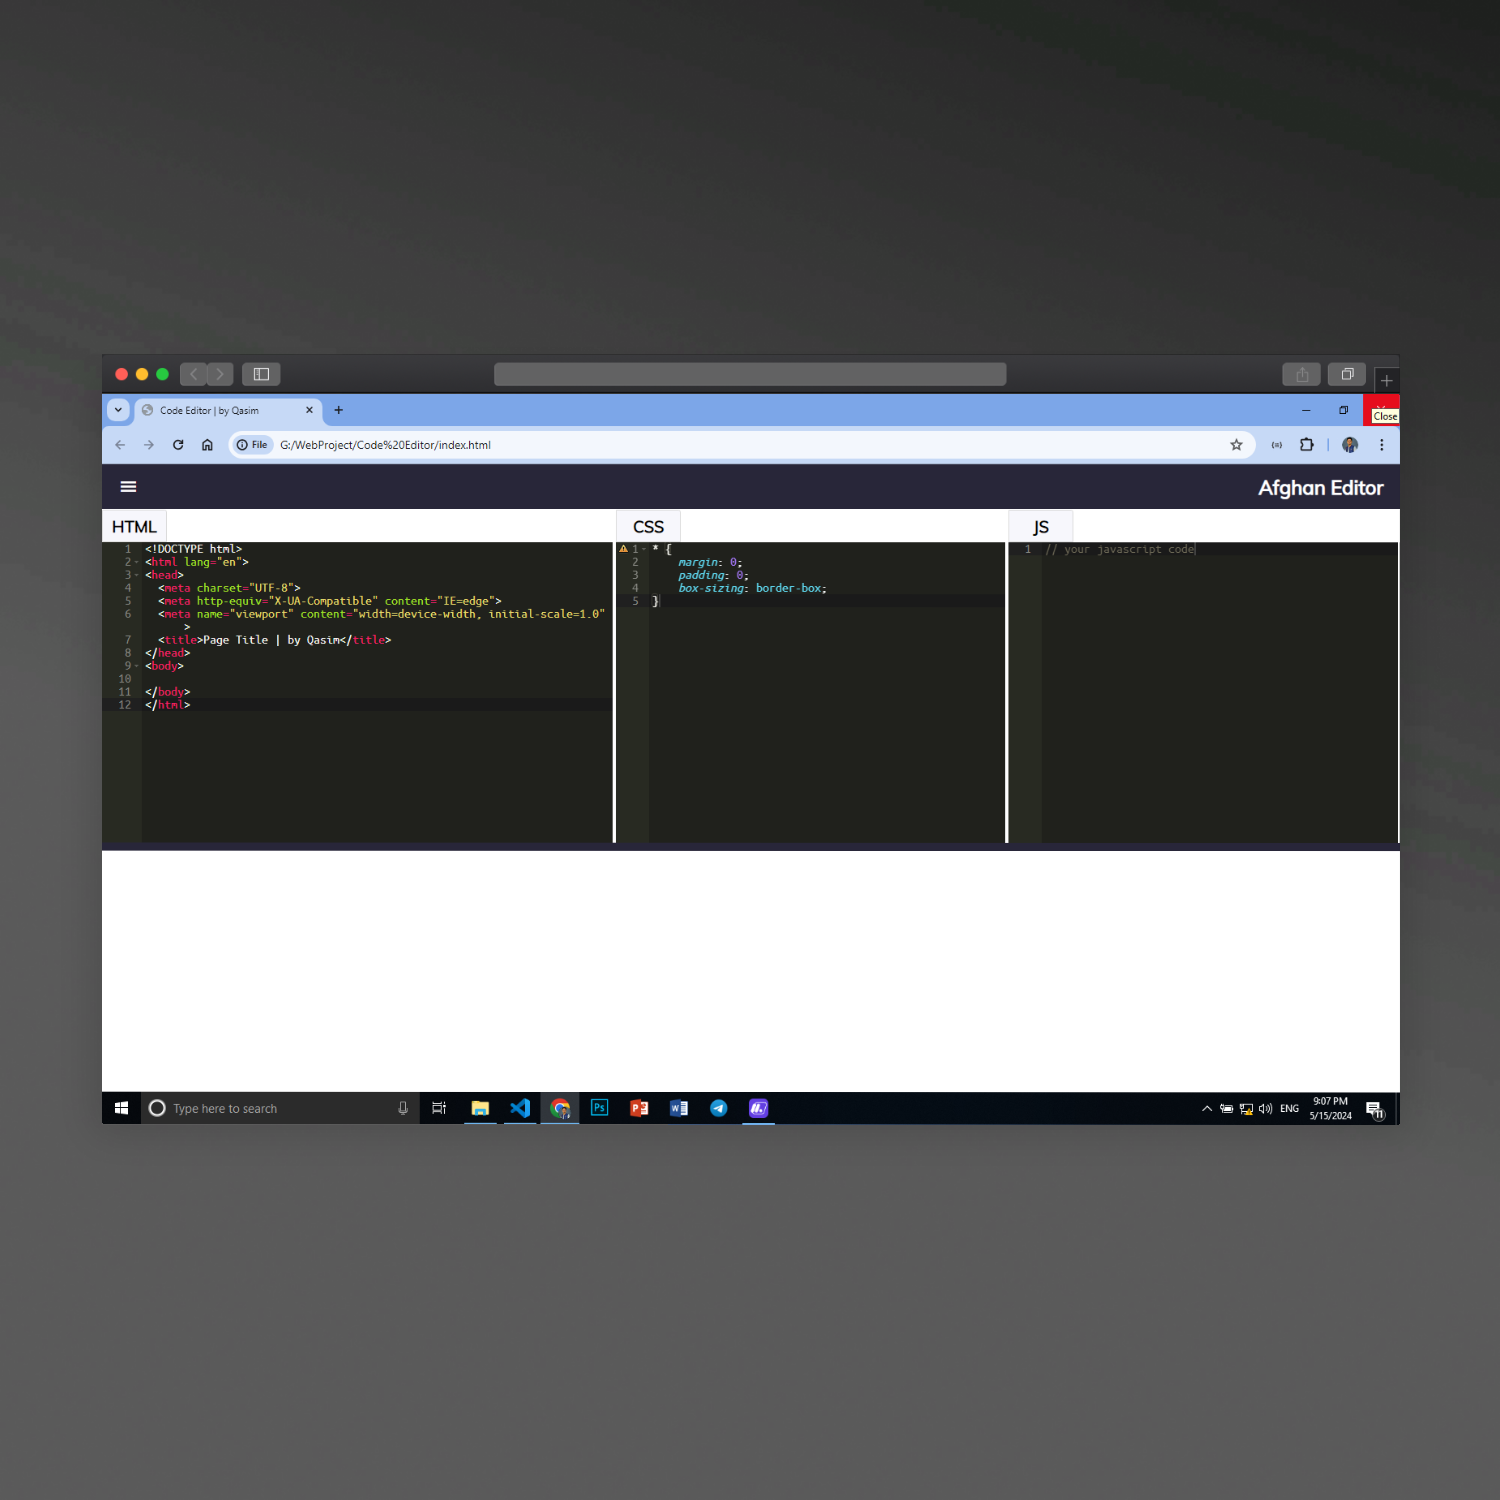 Code Editor | by Qasim
Close
File G:/WebProject/Code%20Editor/index.html
Afghan Editor
HTML
1 <!DOCTYPE html>
2 <html lang="en">
3 <head>
4 <meta charset="UTF-8">
5 <meta http-equiv="X-UA-Compatible" content="IE=edge">
6 <meta name="viewport" content="width=device-width, initial-scale=1.0"
>
7 <title>Page Title | by Qasim</title>
8 </head>
9 <body>
10
11 </body>
12 </html>
CSS
1 * {
2 margin: 0;
3 padding: 0;
4 box-sizing: border-box;
5 }
JS
1 // your javascript code
Type here to search
Ps
P
W
ENG
9:07 PM
5/15/2024
11